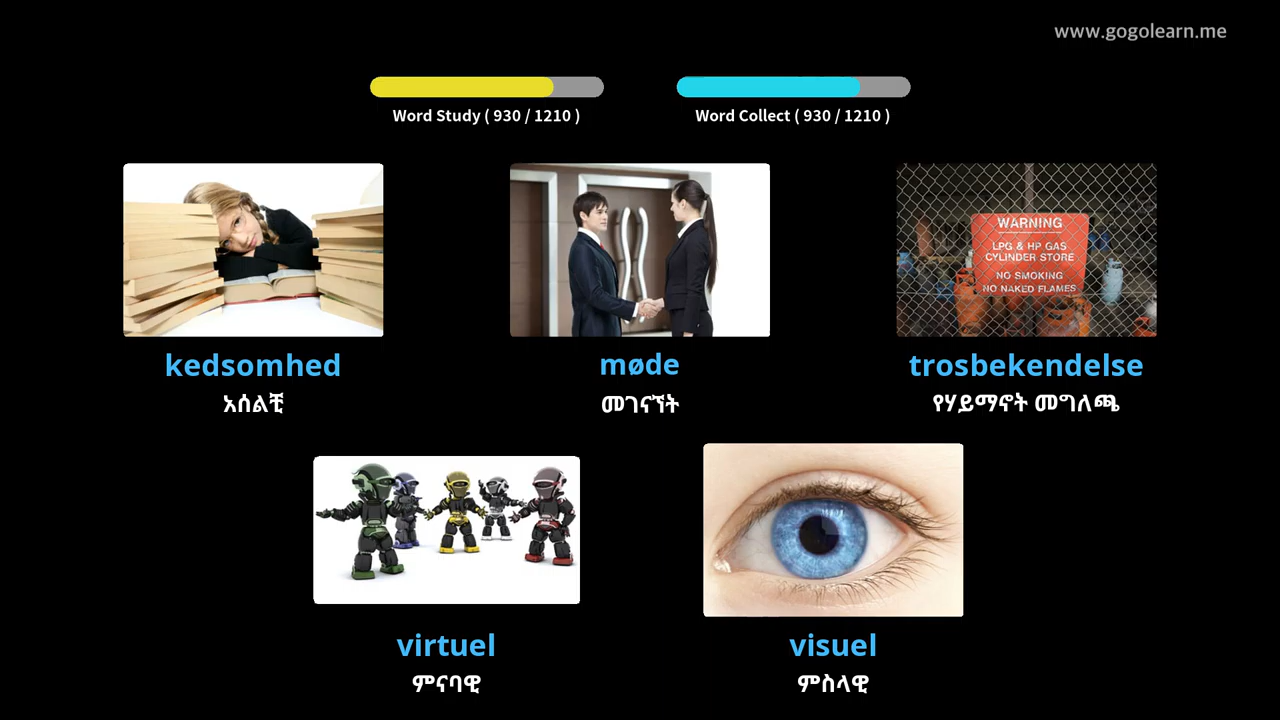 www.gogolearn.me
Word Study ( 930 / 1210 )
Word Collect ( 930 / 1210 )
WARNING
LPG & HP GAS
CYLINDER STORE
NO SMOKING
NO NAKED FLAMES
kedsomhed
møde
trosbekendelse
አሰልቺ
መገናኘት
የሃይማኖት መግለጫ
virtuel
visuel
ምናባዊ
ምስላዊ